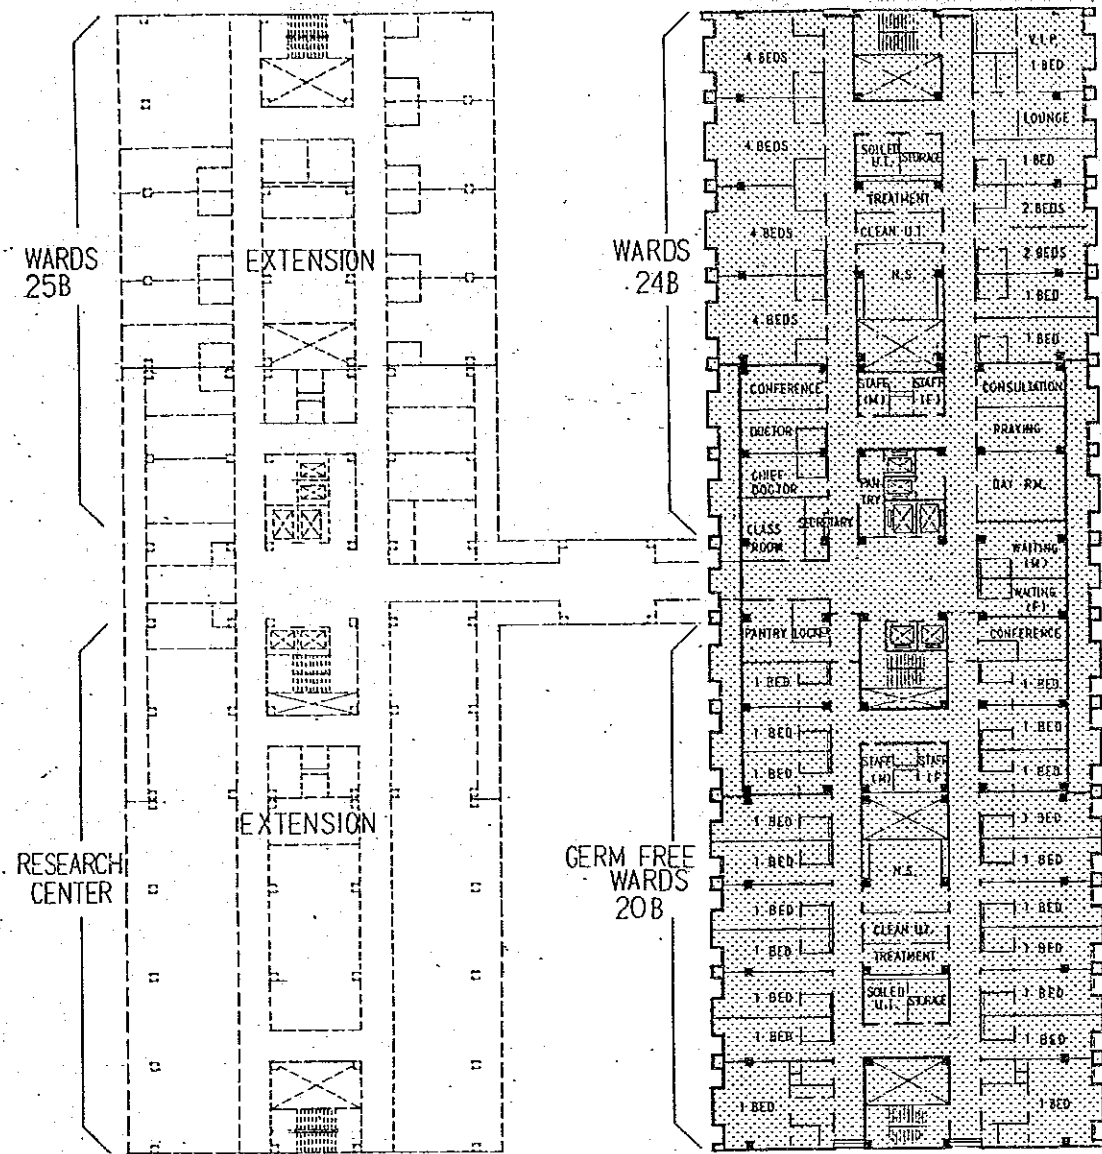 WARDS
25B
EXTENSION
RESEARCH
CENTER
EXTENSION
WARDS
24B
4 BEDS
4 BEDS
4 BEDS
4 BEDS
CONFERENCE
DOCTOR
CHIEF
DOCTOR
CLASS
ROOM
SECRETARY
SOILED
U.T.
STORAGE
TREATMENT
CLEAN U.T.
N.S.
STAFF
(M)
STAFF
(F)
PAN
TRY
V.I.P.
1 BED
LOUNGE
1 BED
2 BEDS
2 BEDS
1 BED
1 BED
CONSULTATION
PRAYING
DAY RM.
WAITING
(M)
WAITING
(F)
CONFERENCE
GERM FREE
WARDS
20B
PANTRY
LOCKE
1 BED
1 BED
1 BED
1 BED
1 BED
1 BED
1 BED
1 BED
1 BED
1 BED
STAFF
(M)
STAFF
(F)
N.S.
CLEAN U.T.
TREATMENT
SOILED
U.T.
STORAGE
1 BED
1 BED
1 BED
1 BED
1 BED
1 BED
1 BED
1 BED
1 BED
1 BED